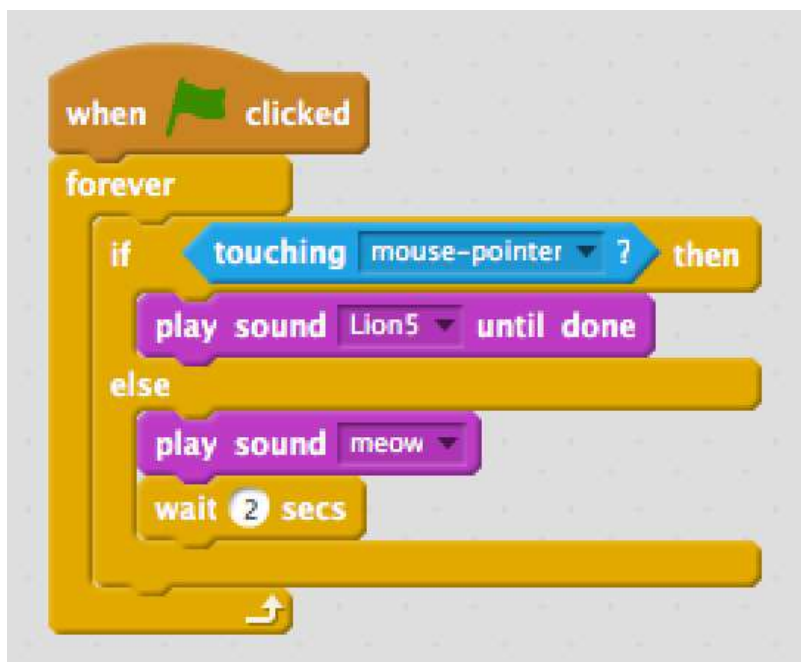 when clicked
forever
if touching mouse-pointer ? then
play sound Lion5 until done
else
play sound meow
wait 2 secs